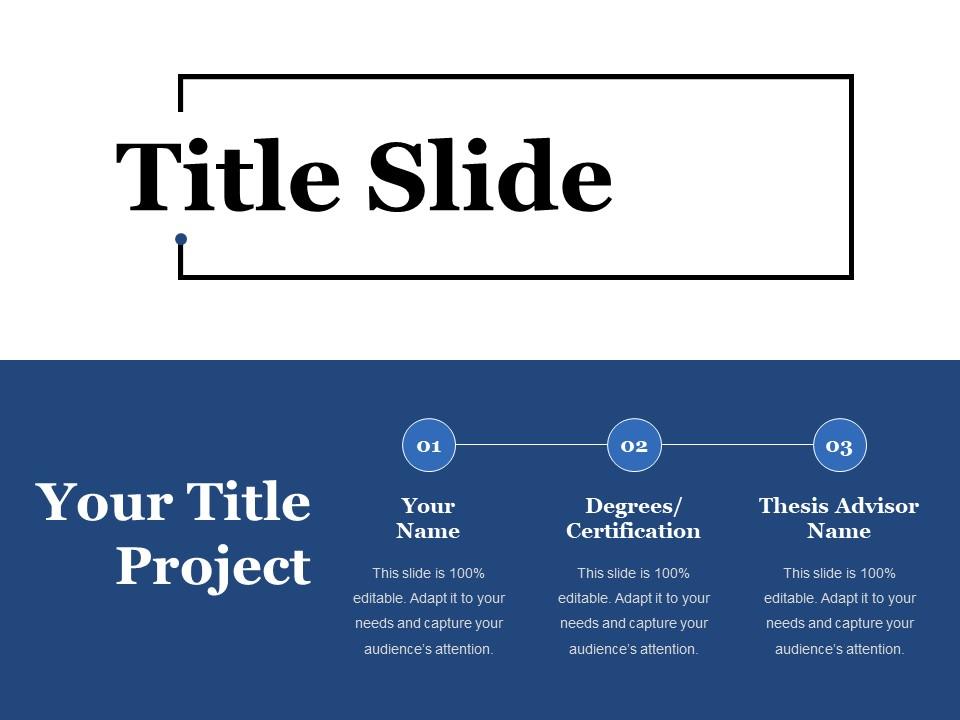 Title Slide
Your Title
Project
01
02
03
Your
Name
Degrees/
Certification
Thesis Advisor
Name
This slide is 100%
editable. Adapt it to your
needs and capture your
audience’s attention.
This slide is 100%
editable. Adapt it to your
needs and capture your
audience’s attention.
This slide is 100%
editable. Adapt it to your
needs and capture your
audience’s attention.